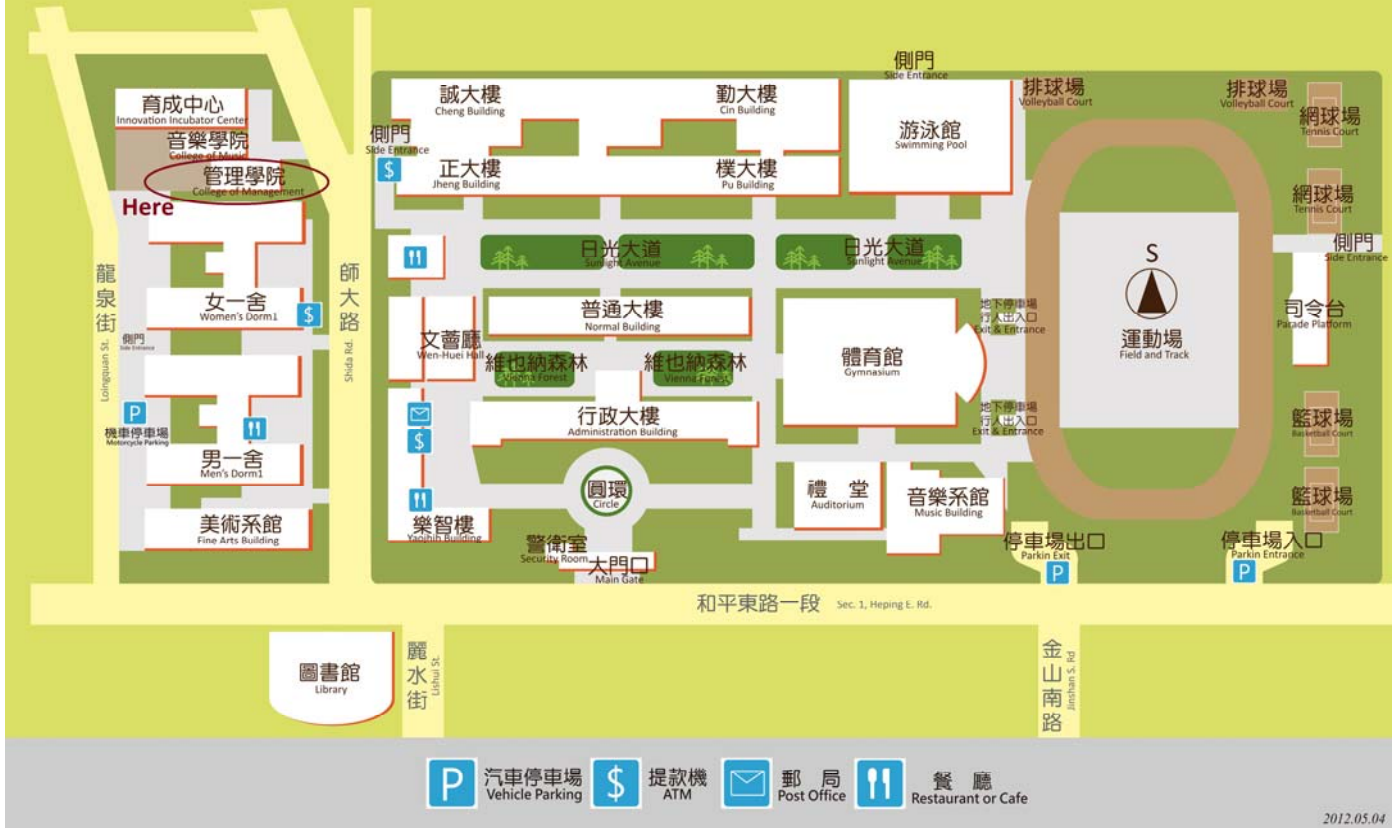 育成中心
Innovation Incubator Center
音樂學院
College of Music
管理學院
College of Management
Here
龍泉街
Loingquan St.
師大路
Shida Rd.
女一舍
Women's Dorm1
$
側門
Side Entrance
P
機車停車場
Motorcycle Parking
男一舍
Men's Dorm1
美術系館
Fine Arts Building
側門
Side Entrance
$
誠大樓
Cheng Building
勤大樓
Cin Building
正大樓
Jheng Building
樸大樓
Pu Building
側門
Side Entrance
游泳館
Swimming Pool
排球場
Volleyball Court
排球場
Volleyball Court
網球場
Tennis Court
網球場
Tennis Court
側門
Side Entrance
日光大道
Sunlight Avenue
日光大道
Sunlight Avenue
S
運動場
Field and Track
司令台
Parade Platform
普通大樓
Normal Building
文薈廳
Wen-Huei Hall
維也納森林
Vienna Forest
維也納森林
Vienna Forest
體育館
Gymnasium
地下停車場
行人出入口
Exit & Entrance
地下停車場
行人出入口
Exit & Entrance
行政大樓
Administration Building
$
籃球場
Basketball Court
籃球場
Basketball Court
圓環
Circle
禮 堂
Auditorium
音樂系館
Music Building
樂智樓
Yaojhih Building
警衛室
Security Room
大門口
Main Gate
停車場出口
Parkin Exit
P
停車場入口
Parkin Entrance
P
和平東路一段 Sec. 1, Heping E. Rd.
圖書館
Library
麗水街
Lishui St.
金山南路
Jinshan S. Rd
P 汽車停車場
Vehicle Parking
$ 提款機
ATM
郵 局
Post Office
餐 廳
Restaurant or Cafe
2012.05.04